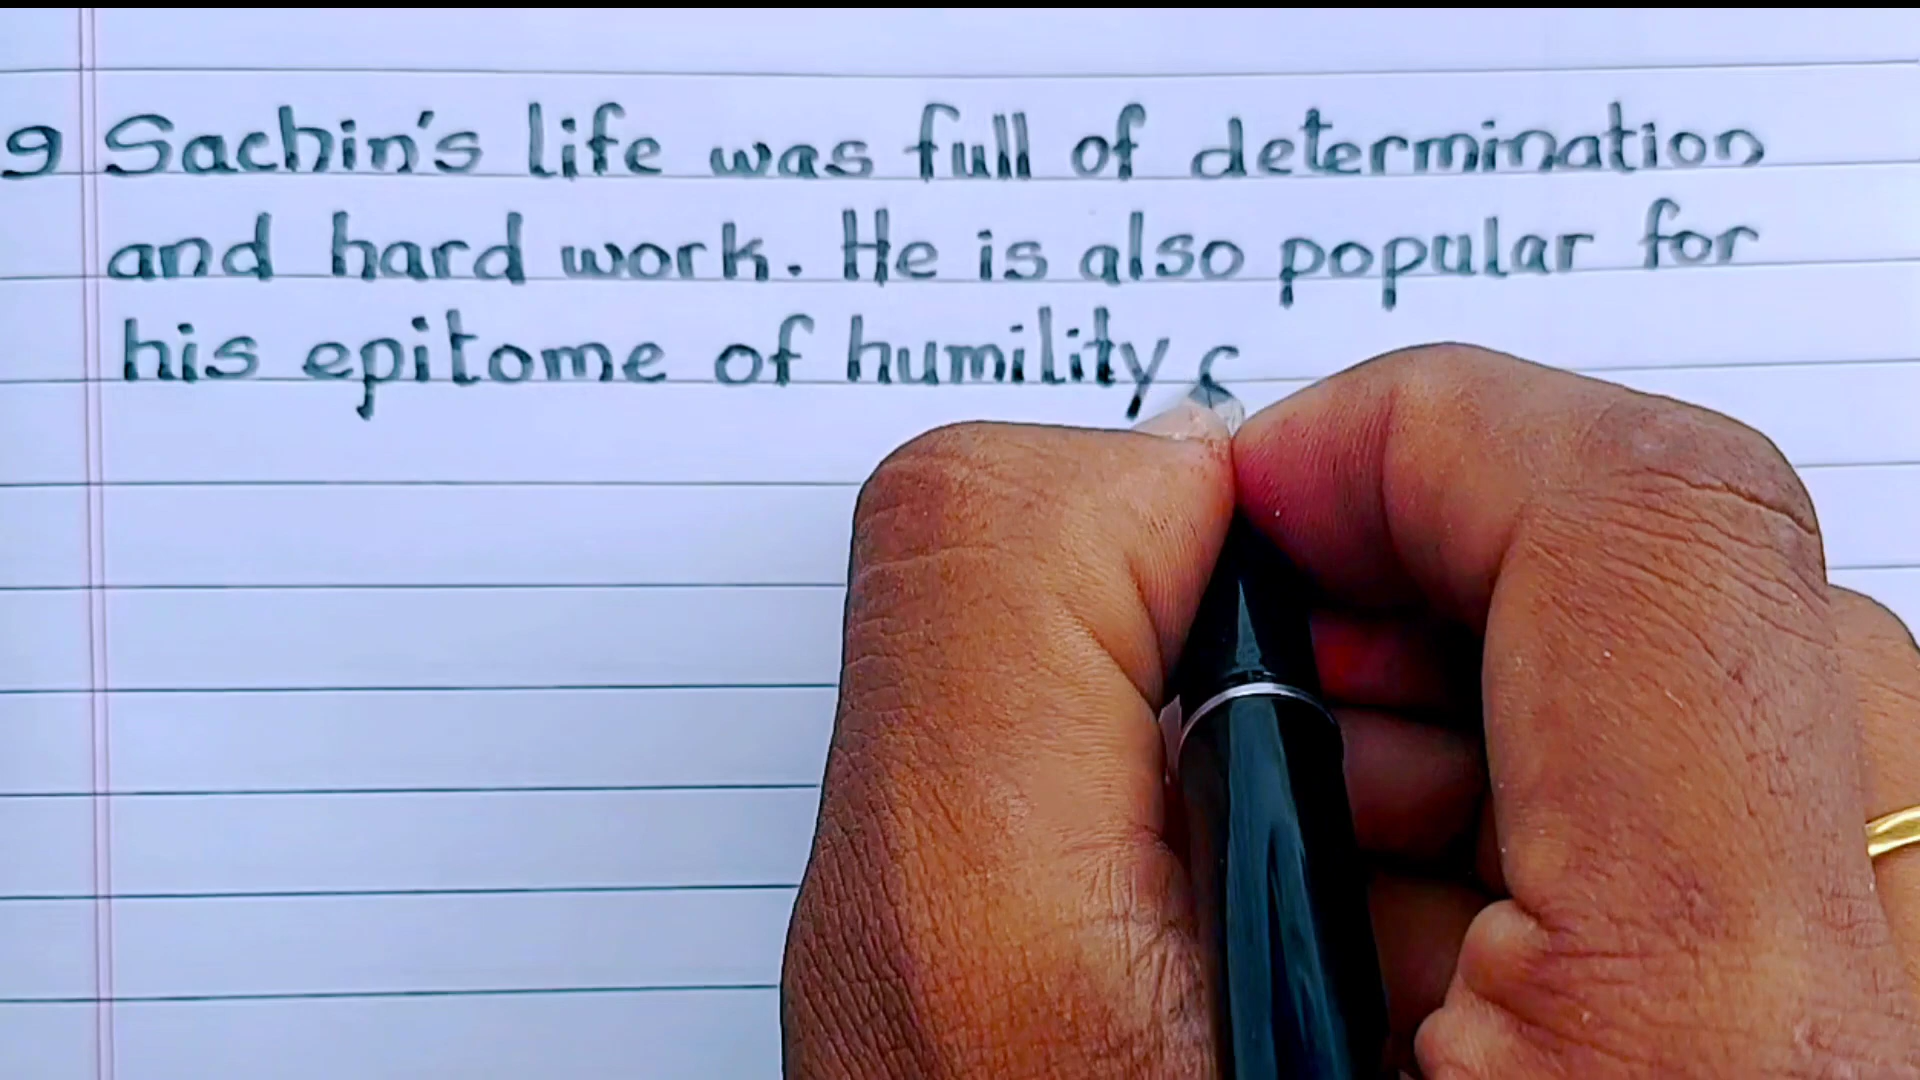 9 Sachin's life was full of determination
and hard work. He is also popular for
his epitome of humility